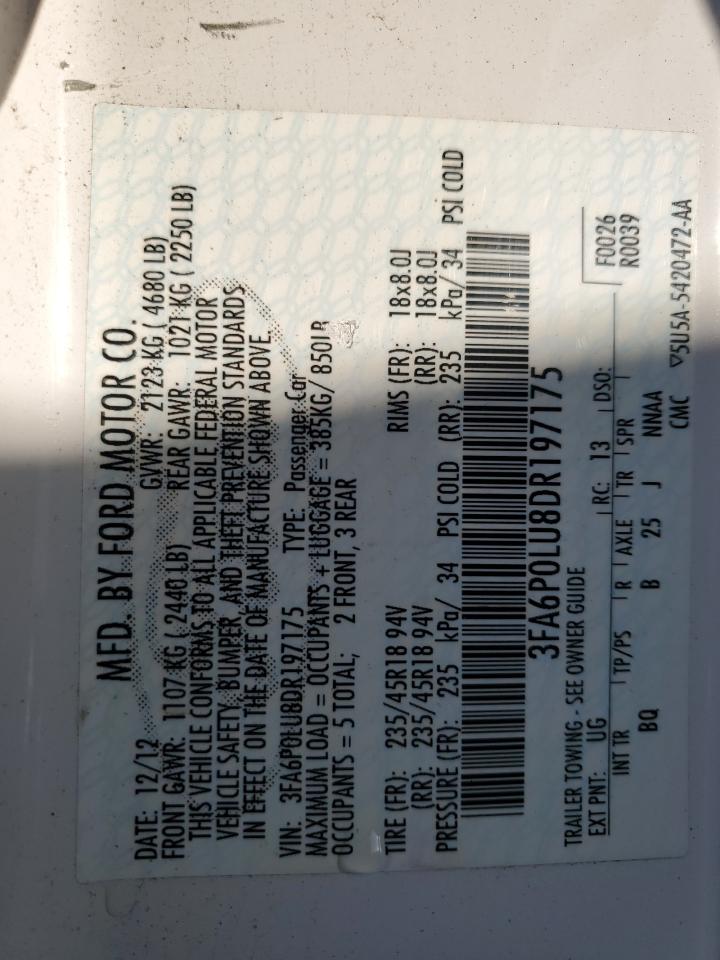 MFD. BY FORD MOTOR CO.
DATE: 12/12 GVWR: 2123 KG ( 4680 LB)
FRONT GAWR: 1107 KG ( 2440 LB) REAR GAWR: 1021 KG ( 2250 LB)
THIS VEHICLE CONFORMS TO ALL APPLICABLE FEDERAL MOTOR
VEHICLE SAFETY, BUMPER, AND THEFT PREVENTION STANDARDS
IN EFFECT ON THE DATE OF MANUFACTURE SHOWN ABOVE.
VIN: 3FA6P0LU8DR197175 TYPE: Passenger Car
MAXIMUM LOAD = OCCUPANTS + LUGGAGE = 385KG/ 850LB
OCCUPANTS = 5 TOTAL; 2 FRONT, 3 REAR
TIRE (FR): 235/45R18 94V RIMS (FR): 18x8.0J
(RR): 235/45R18 94V (RR): 18x8.0J
PRESSURE (FR): 235 kPa/ 34 PSI COLD (RR): 235 kPa/ 34 PSI COLD
3FA6P0LU8DR197175
TRAILER TOWING - SEE OWNER GUIDE
F0026
EXT PNT: UG RC: 13 DSO: R0039
INT TR TP/PS R AXLE TR SPR
BQ B 25 J NNAA
CMC ▽5U5A-5420472-AA